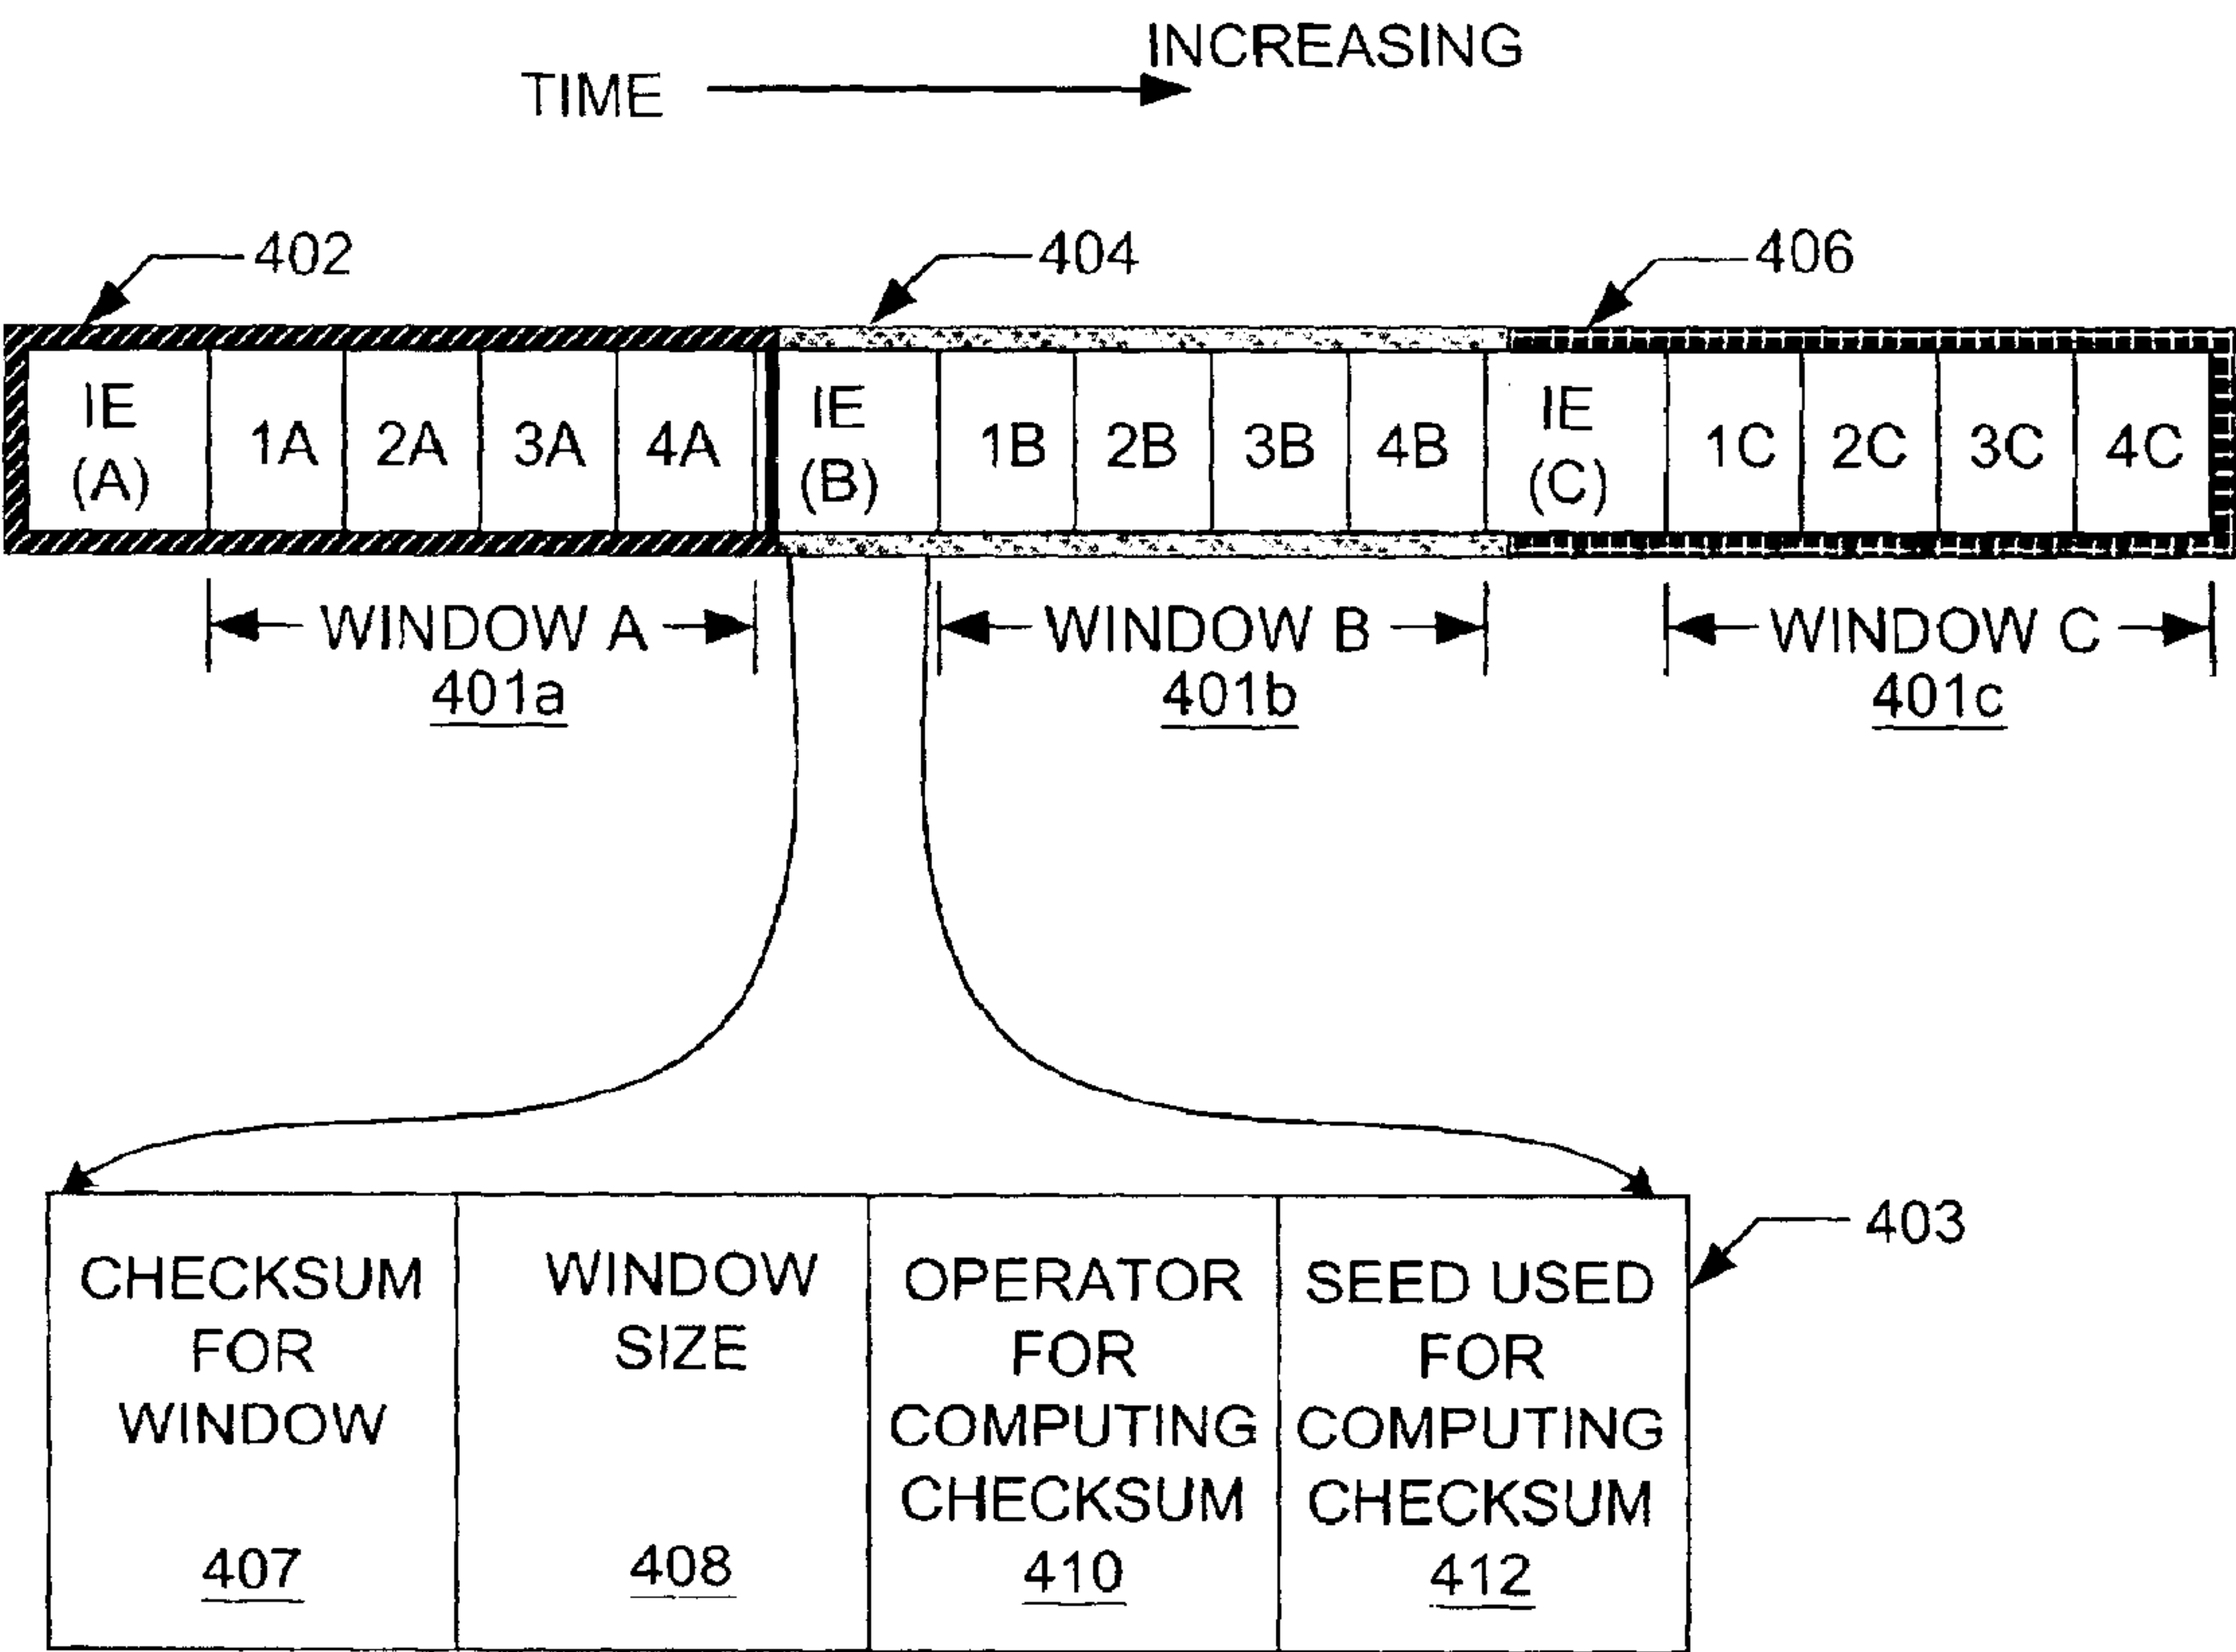 INCREASING
TIME
402
404
406
IE
(A)
1A
2A
3A
4A
IE
(B)
1B
2B
3B
4B
IE
(C)
1C
2C
3C
4C
WINDOW A
401a
WINDOW B
401b
WINDOW C
401c
403
CHECKSUM
FOR
WINDOW
407
WINDOW
SIZE
408
OPERATOR
FOR
COMPUTING
CHECKSUM
410
SEED USED
FOR
COMPUTING
CHECKSUM
412